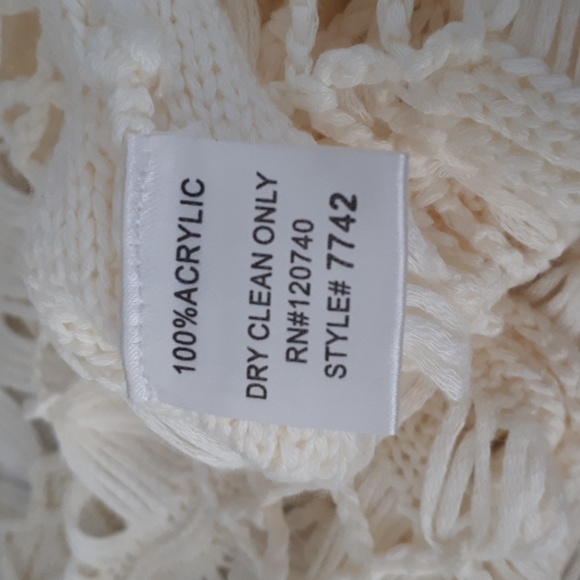 100%ACRYLIC
DRY CLEAN ONLY
RN#120740
STYLE# 7742